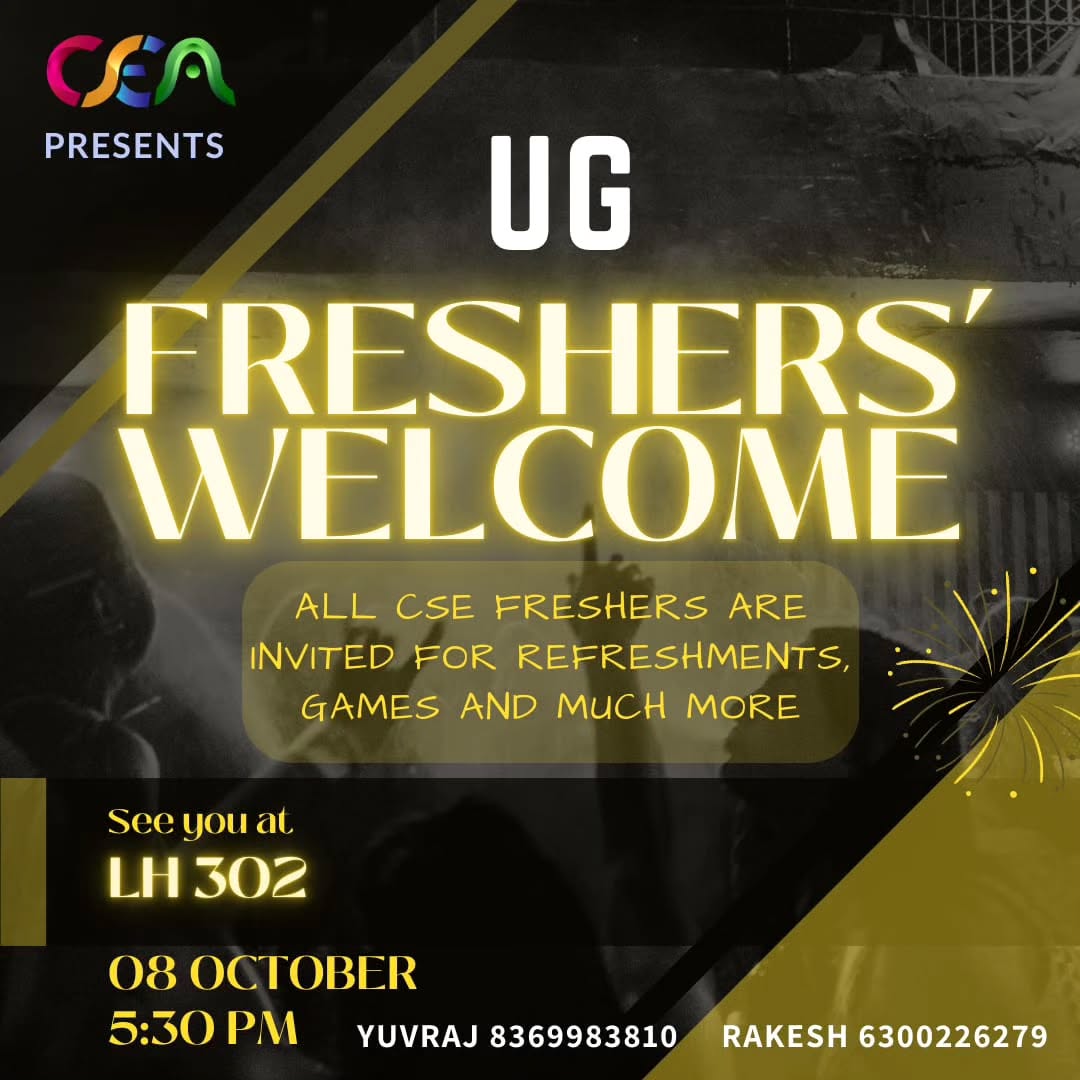 CSEA
PRESENTS
UG
FRESHERS'
WELCOME
ALL CSE FRESHERS ARE
INVITED FOR REFRESHMENTS,
GAMES AND MUCH MORE
See you at
LH 302
08 OCTOBER
5:30 PM
YUVRAJ 8369983810 RAKESH 6300226279